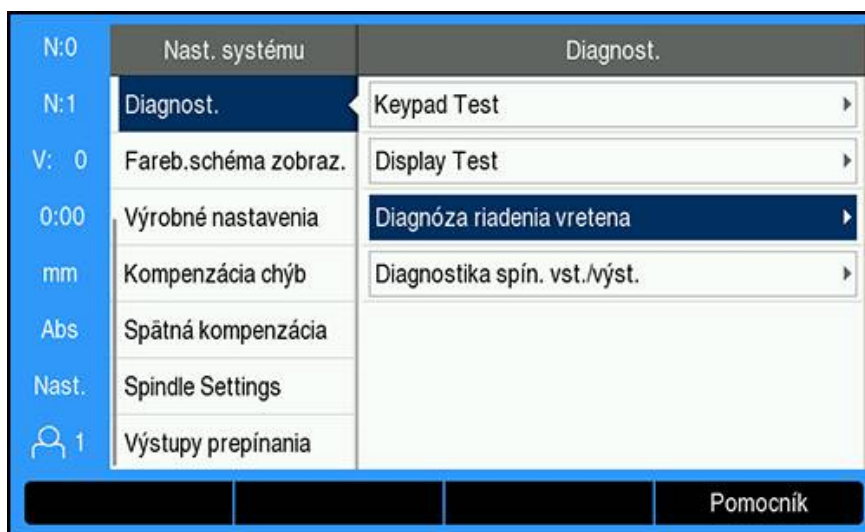 N:0
N:1
V: 0
0:00
mm
Abs
Nast.
1
Nast. systému
Diagnost.
Fareb.schéma zobraz.
Výrobné nastavenia
Kompenzácia chýb
Spätná kompenzácia
Spindle Settings
Výstupy prepínania
Diagnost.
Keypad Test
Display Test
Diagnóza riadenia vretena
Diagnostika spín. vst./výst.
Pomocník